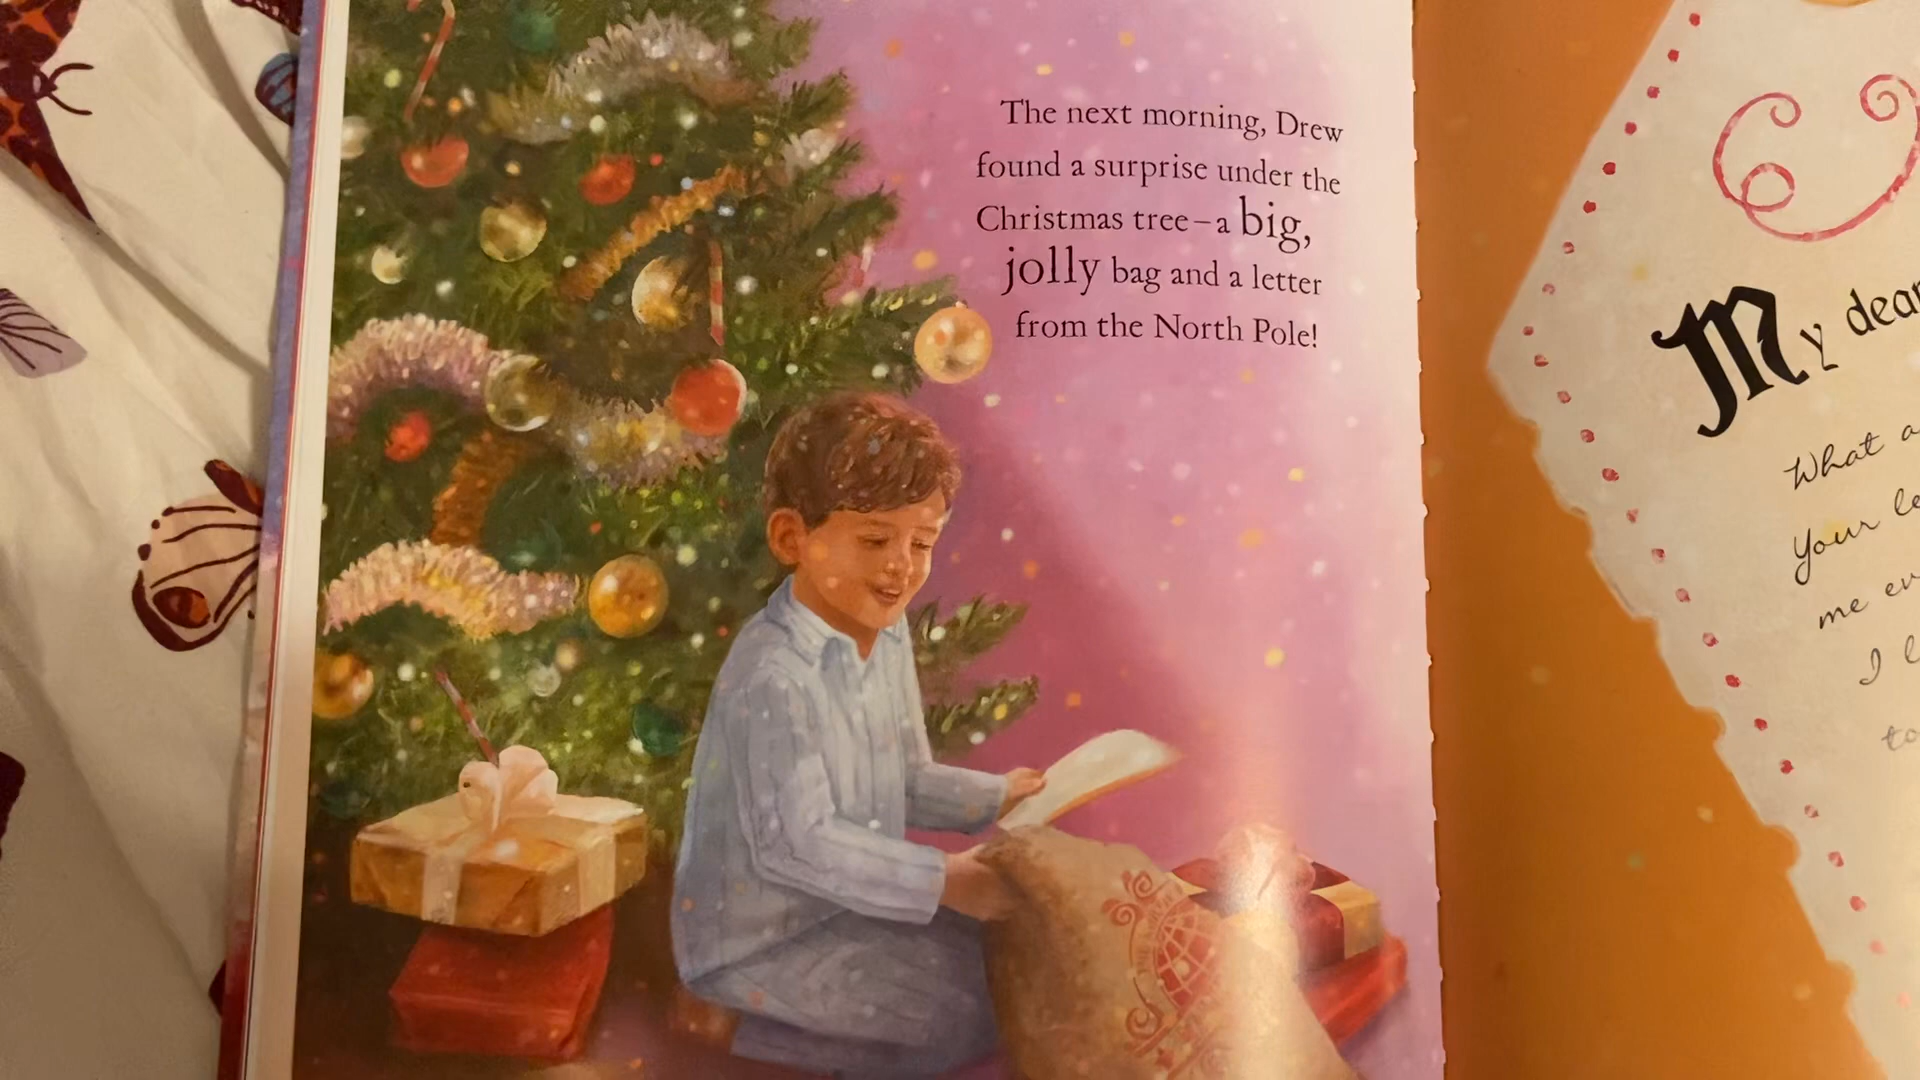 The next morning, Drew
found a surprise under the
Christmas tree – a big,
jolly bag and a letter
from the North Pole!
My dear
What a
Your le
me ev
I l
to